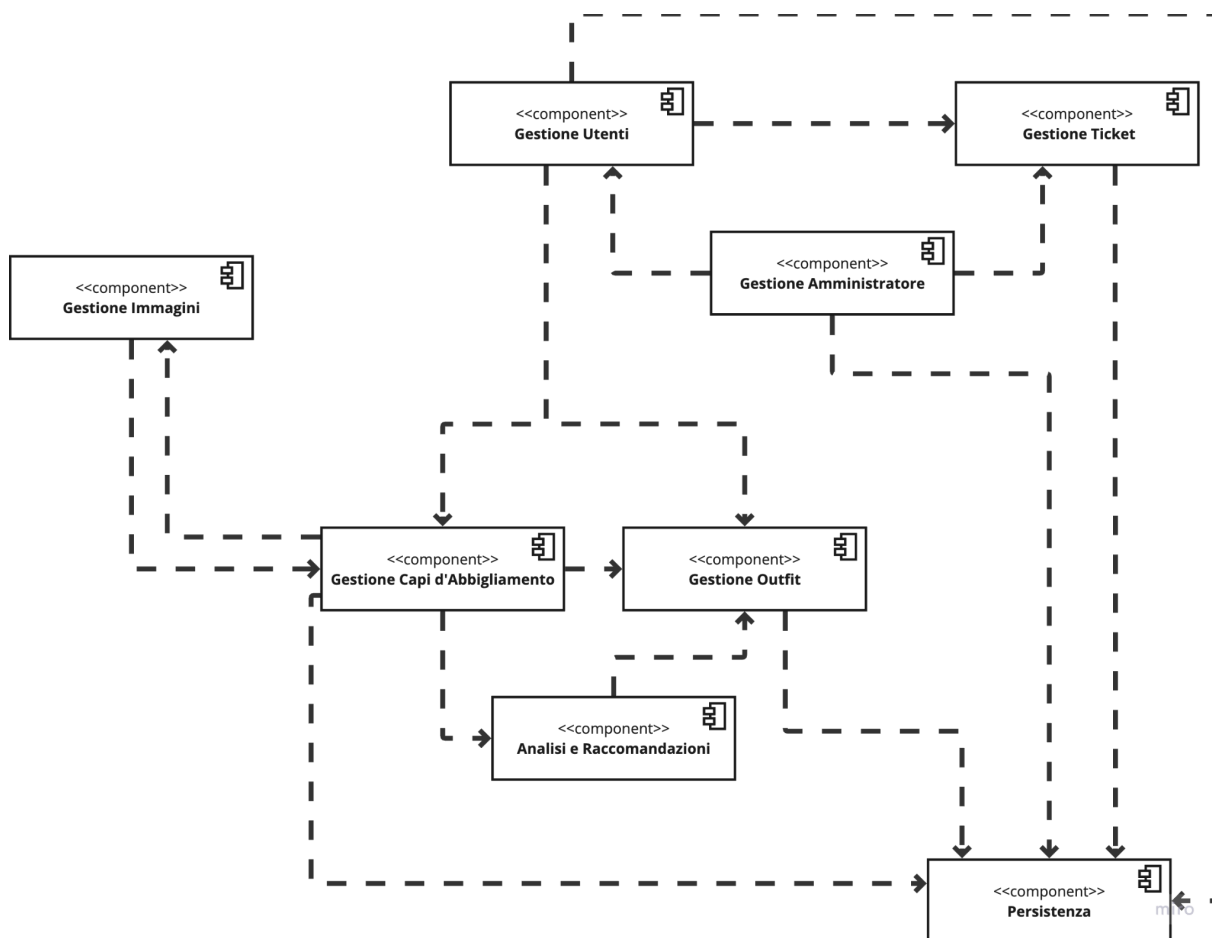 <<component>>
Gestione Utenti
<<component>>
Gestione Ticket
<<component>>
Gestione Amministratore
<<component>>
Gestione Immagini
<<component>>
Gestione Capi d'Abbigliamento
<<component>>
Gestione Outfit
<<component>>
Analisi e Raccomandazioni
<<component>>
Persistenza
miro